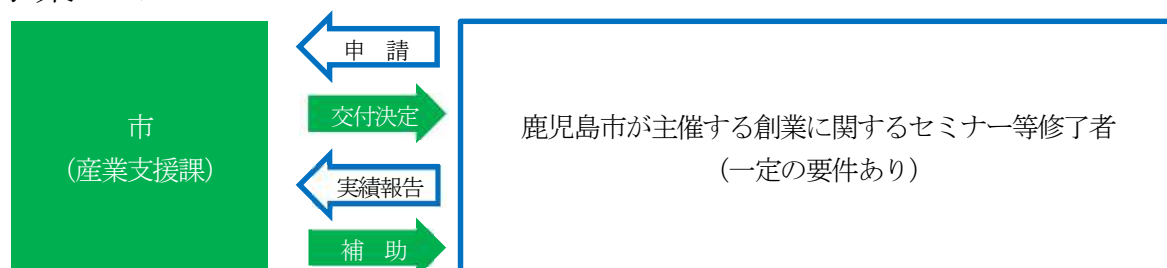 市
（産業支援課）
申　請
交付決定
実績報告
補　助
鹿児島市が主催する創業に関するセミナー等修了者
（一定の要件あり）